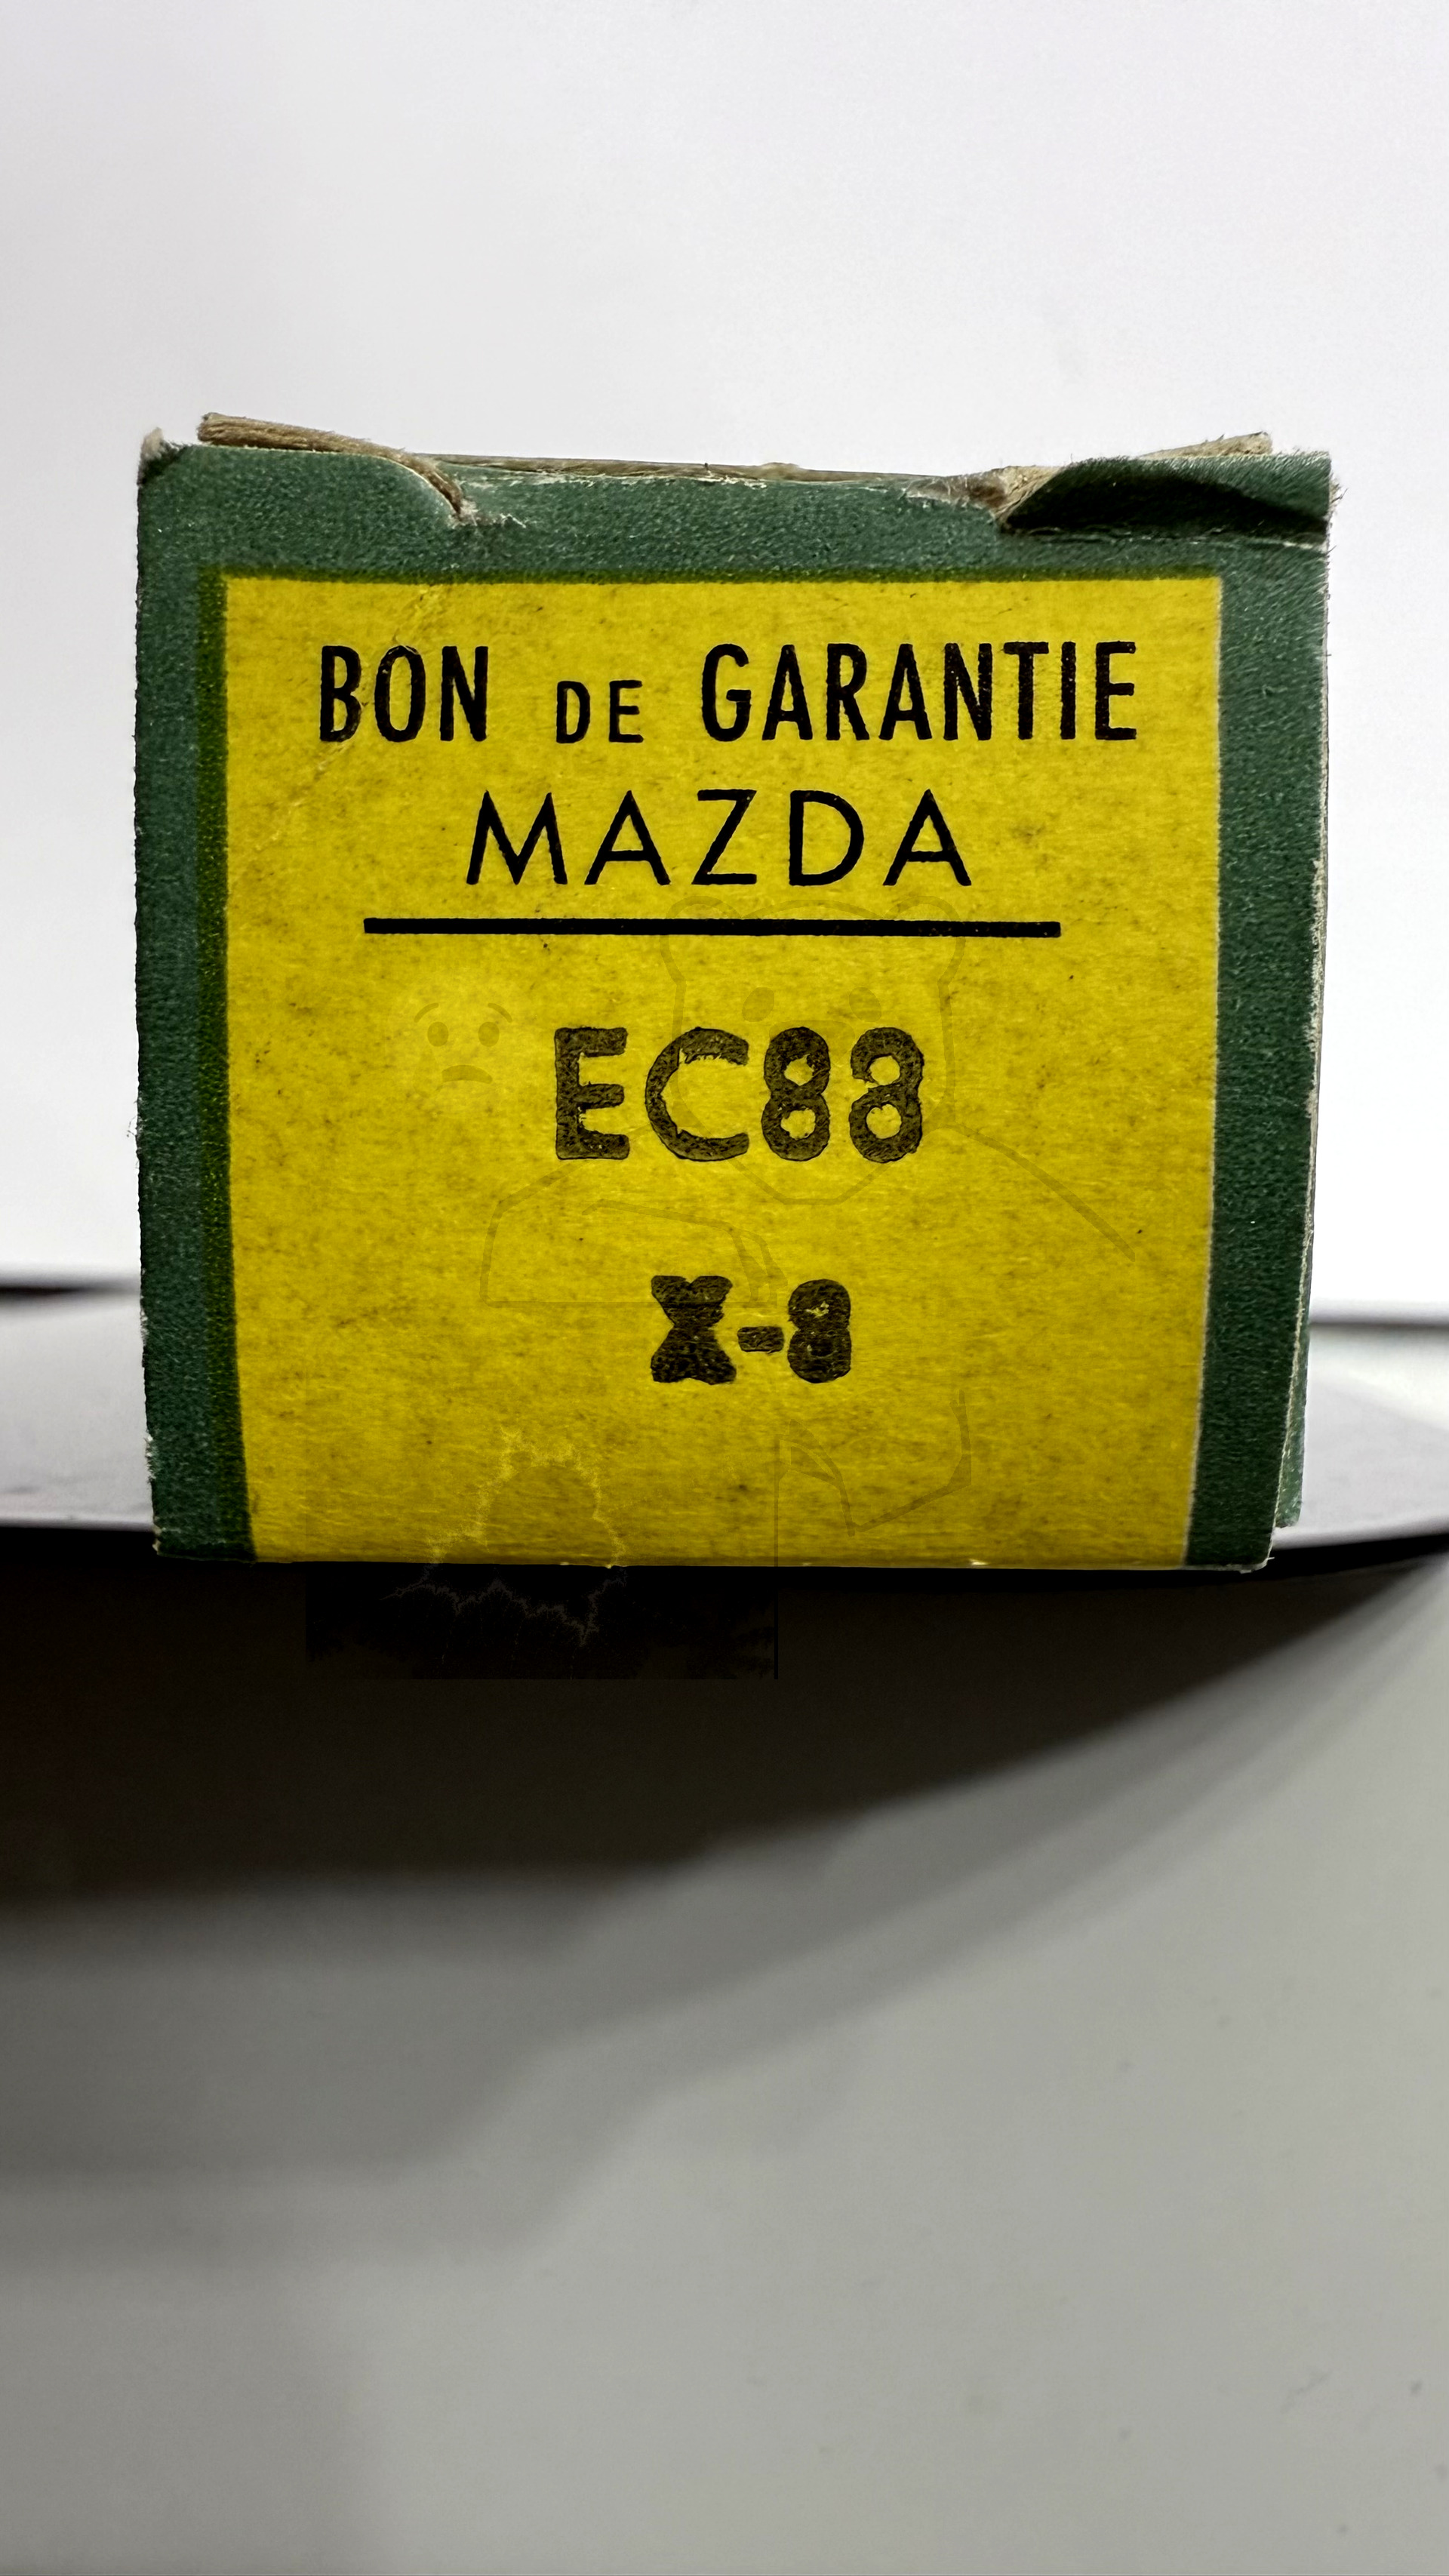 BON DE GARANTIE
MAZDA
EC88
X-8